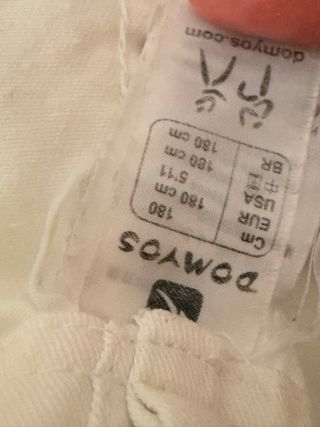 DOMYOS
Cm 180
EUR 180 cm
USA 5'11
中国 180 cm
BR 180 cm
domyos.com